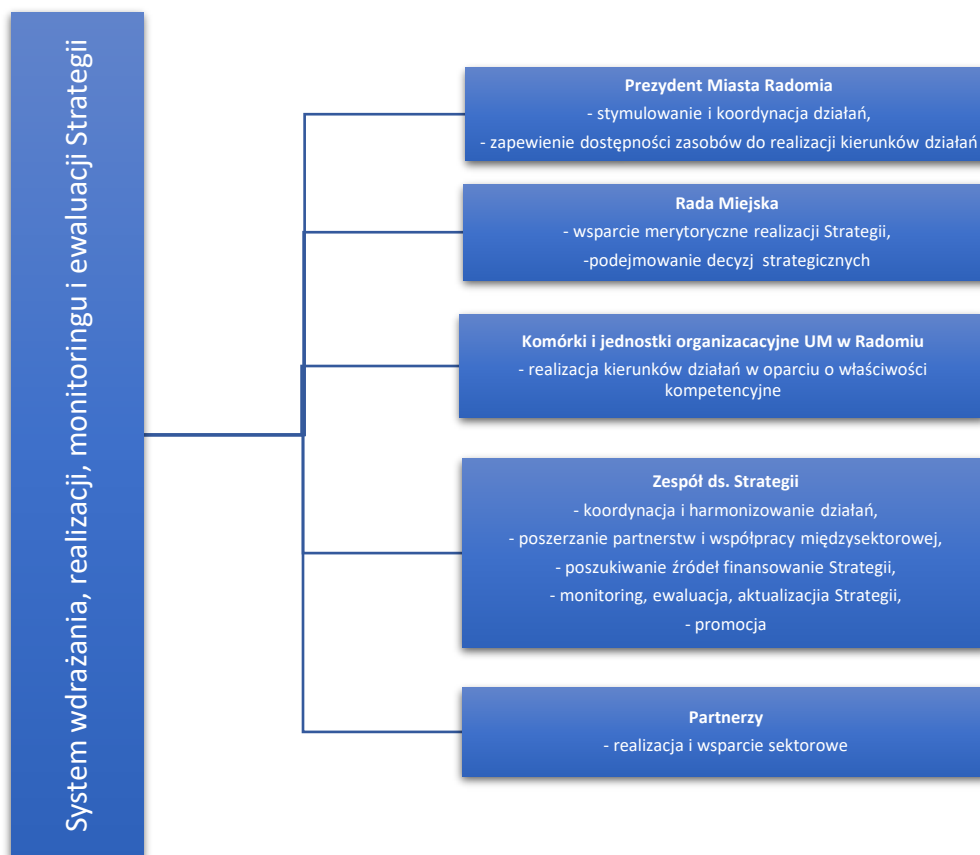 System wdrażania, realizacji, monitoringu i ewaluacji Strategii
Prezydent Miasta Radomia
- stymulowanie i koordynacja działań,
- zapewienie dostępności zasobów do realizacji kierunków działań
Rada Miejska
- wsparcie merytoryczne realizacji Strategii,
-podejmowanie decyzj strategicznych
Komórki i jednostki organizacacyjne UM w Radomiu
- realizacja kierunków działań w oparciu o właściwości
kompetencyjne
Zespół ds. Strategii
- koordynacja i harmonizowanie działań,
- poszerzanie partnerstw i współpracy międzysektorowej,
- poszukiwanie źródeł finansowanie Strategii,
- monitoring, ewaluacja, aktualizacjia Strategii,
- promocja
Partnerzy
- realizacja i wsparcie sektorowe